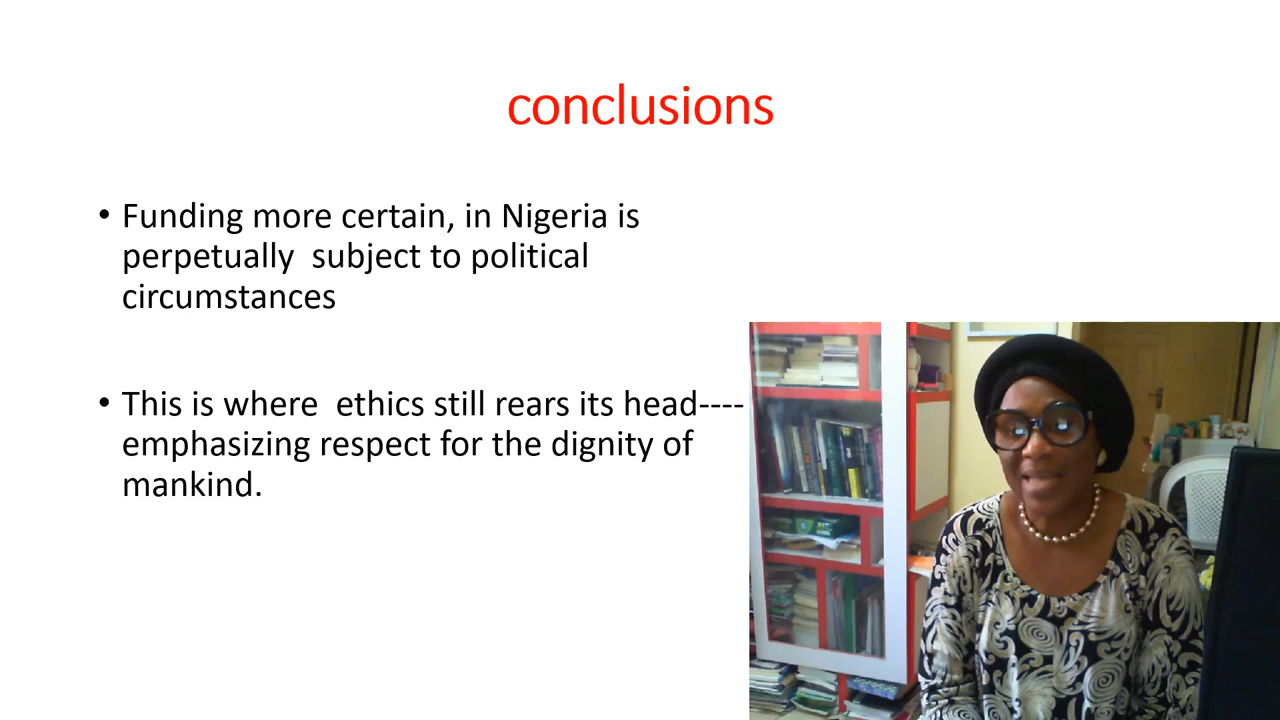 conclusions
• Funding more certain, in Nigeria is
perpetually  subject to political
circumstances
• This is where  ethics still rears its head----
emphasizing respect for the dignity of
mankind.